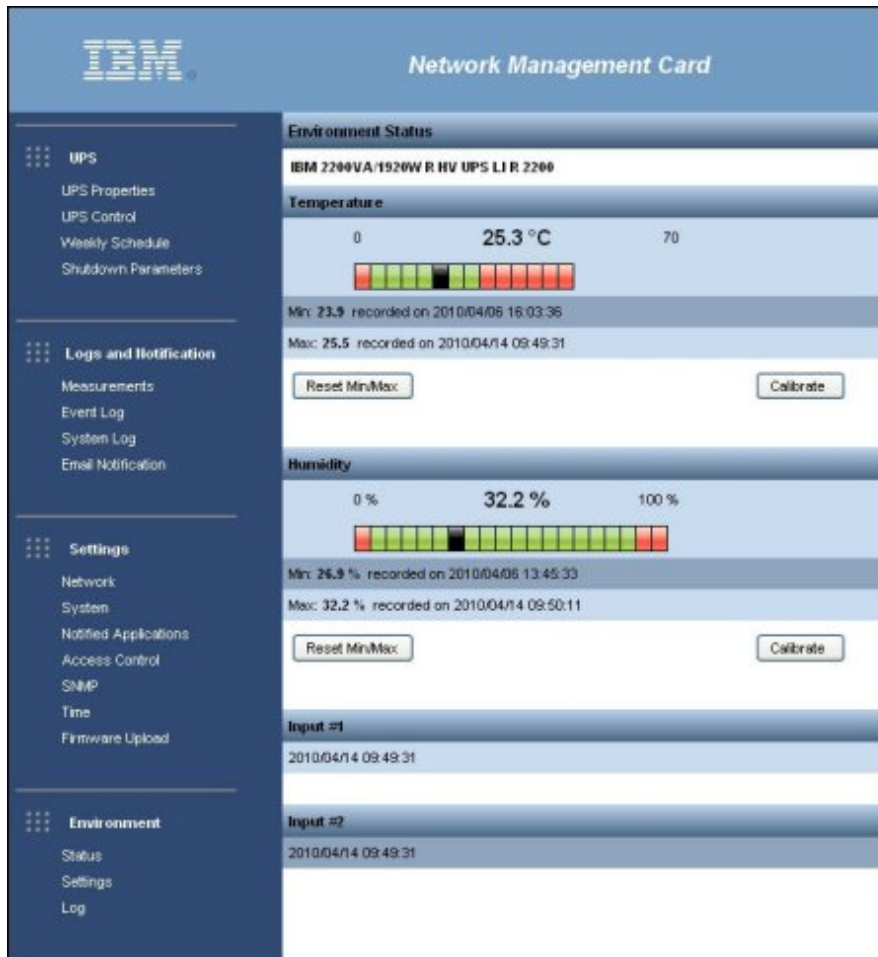 IBM
Network Management Card
UPS
UPS Properties
UPS Control
Weekly Schedule
Shutdown Parameters
Logs and Notification
Measurements
Event Log
System Log
Email Notification
Settings
Network
System
Notified Applications
Access Control
SNMP
Time
Firmware Upload
Environment
Status
Settings
Log
Environment Status
IBM 2200VA/1920W R HV UPS LI R 2200
Temperature
0 25.3 °C 70
Min: 23.9 recorded on 2010/04/06 16:03:36
Max: 25.5 recorded on 2010/04/14 09:49:31
Reset Min/Max Calibrate
Humidity
0 % 32.2 % 100 %
Min: 26.9 % recorded on 2010/04/06 13:45:33
Max: 32.2 % recorded on 2010/04/14 09:50:11
Reset Min/Max Calibrate
Input #1
2010/04/14 09:49:31
Input #2
2010/04/14 09:49:31